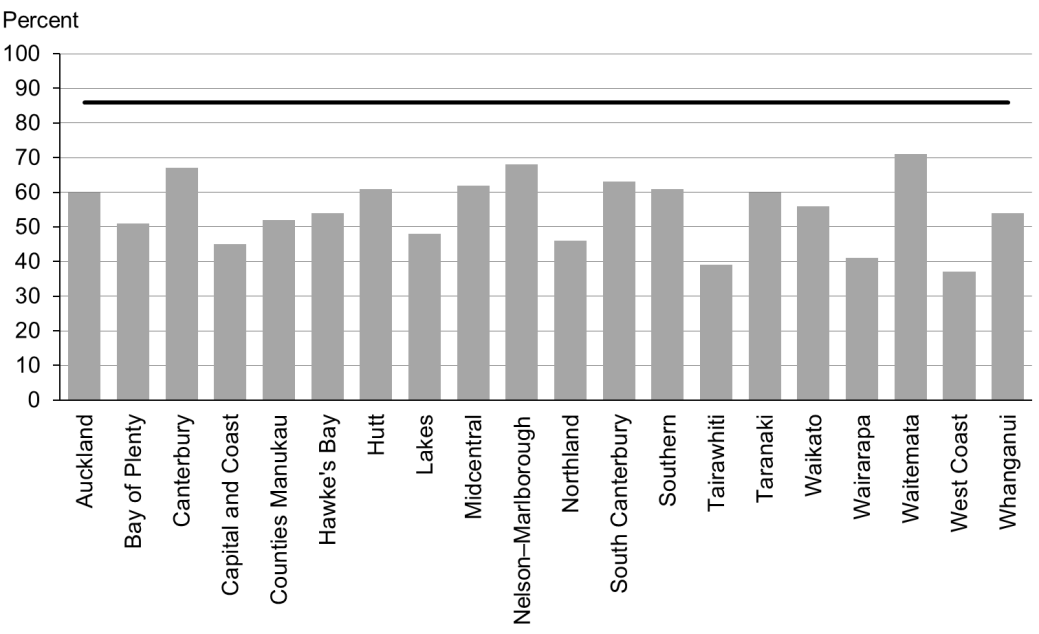 Percent
100
90
80
70
60
50
40
30
20
10
0
Auckland
Bay of Plenty
Canterbury
Capital and Coast
Counties Manukau
Hawke's Bay
Hutt
Lakes
Midcentral
Nelson–Marlborough
Northland
South Canterbury
Southern
Tairawhiti
Taranaki
Waikato
Wairarapa
Waitemata
West Coast
Whanganui